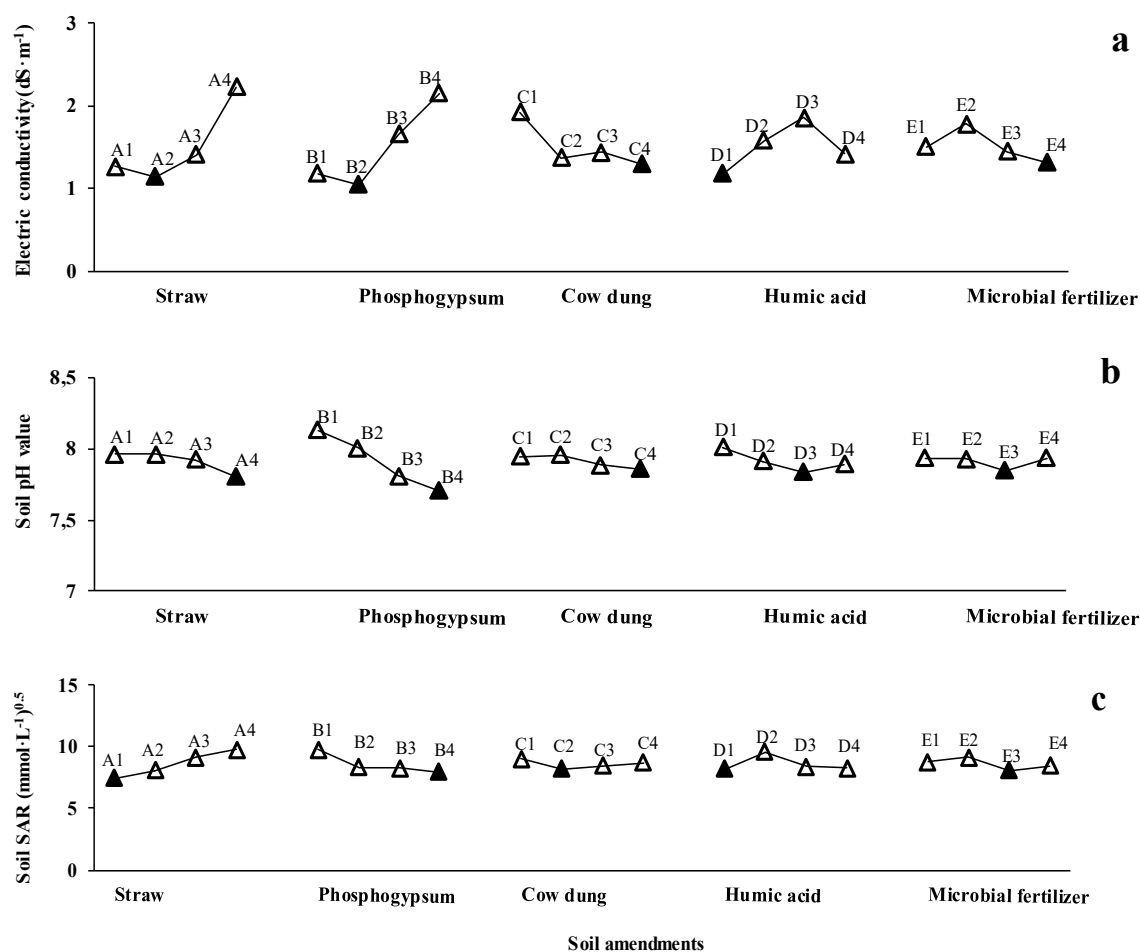 a
Electric conductivity(dS·m⁻¹)
3
2
1
0
A1
A2
A3
A4
B1
B2
B3
B4
C1
C2
C3
C4
D1
D2
D3
D4
E1
E2
E3
E4
Straw Phosphogypsum Cow dung Humic acid Microbial fertilizer
b
Soil pH value
8,5
8
7,5
7
A1
A2
A3
A4
B1
B2
B3
B4
C1
C2
C3
C4
D1
D2
D3
D4
E1
E2
E3
E4
Straw Phosphogypsum Cow dung Humic acid Microbial fertilizer
c
Soil SAR (mmol·L⁻¹)⁰·⁵
15
10
5
0
A1
A2
A3
A4
B1
B2
B3
B4
C1
C2
C3
C4
D1
D2
D3
D4
E1
E2
E3
E4
Straw Phosphogypsum Cow dung Humic acid Microbial fertilizer
Soil amendments